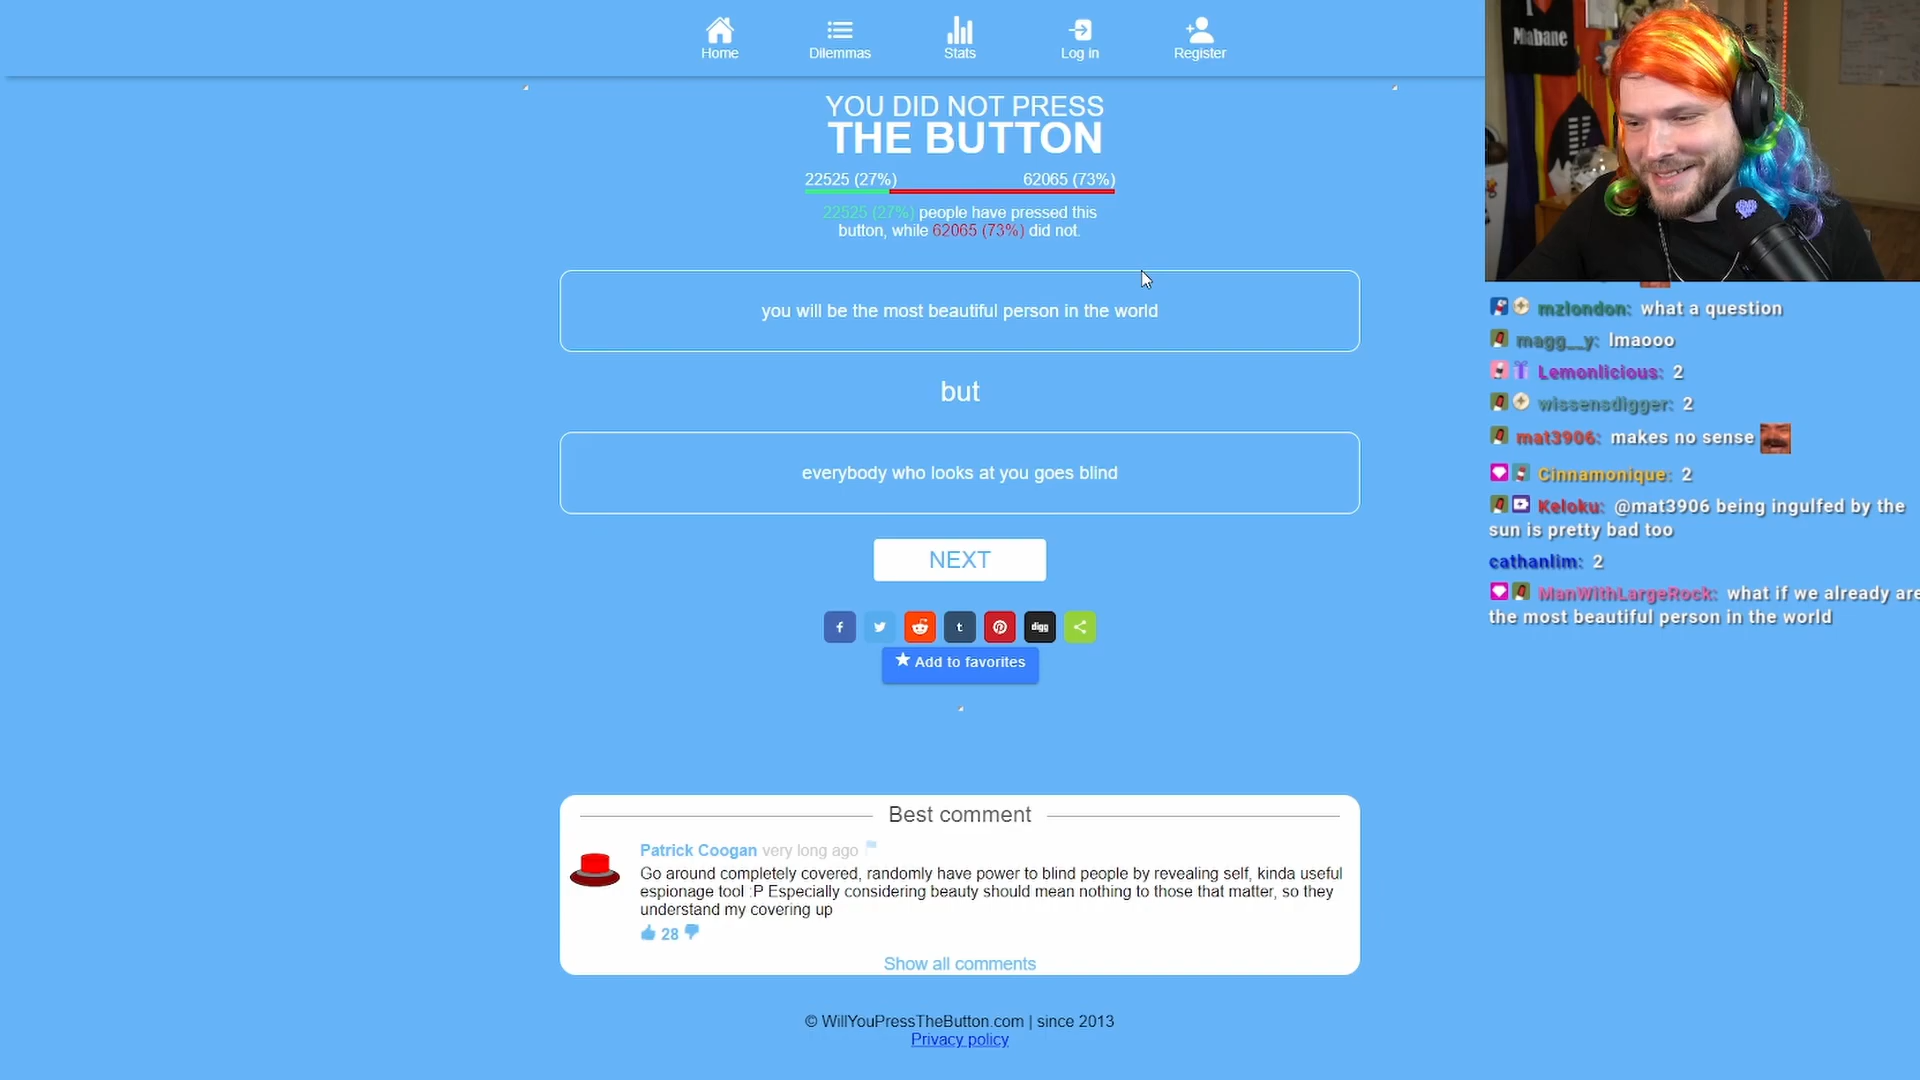 Home
Dilemmas
Stats
Log in
Register
YOU DID NOT PRESS
THE BUTTON
22525 (27%)
62065 (73%)
22525 (27%) people have pressed this
button, while 62065 (73%) did not.
you will be the most beautiful person in the world
but
everybody who looks at you goes blind
NEXT
f
t
digg
Add to favorites
Best comment
Patrick Coogan very long ago
Go around completely covered, randomly have power to blind people by revealing self, kinda useful
espionage tool :P Especially considering beauty should mean nothing to those that matter, so they
understand my covering up
28
Show all comments
© WillYouPressTheButton.com | since 2013
Privacy policy
mzlondon: what a question
magg__y: lmaooo
Lemonlicious: 2
wissensdigger: 2
mat3906: makes no sense
Cinnamonique: 2
Keloku: @mat3906 being ingulfed by the
sun is pretty bad too
cathanlim: 2
ManWithLargeRock: what if we already are
the most beautiful person in the world